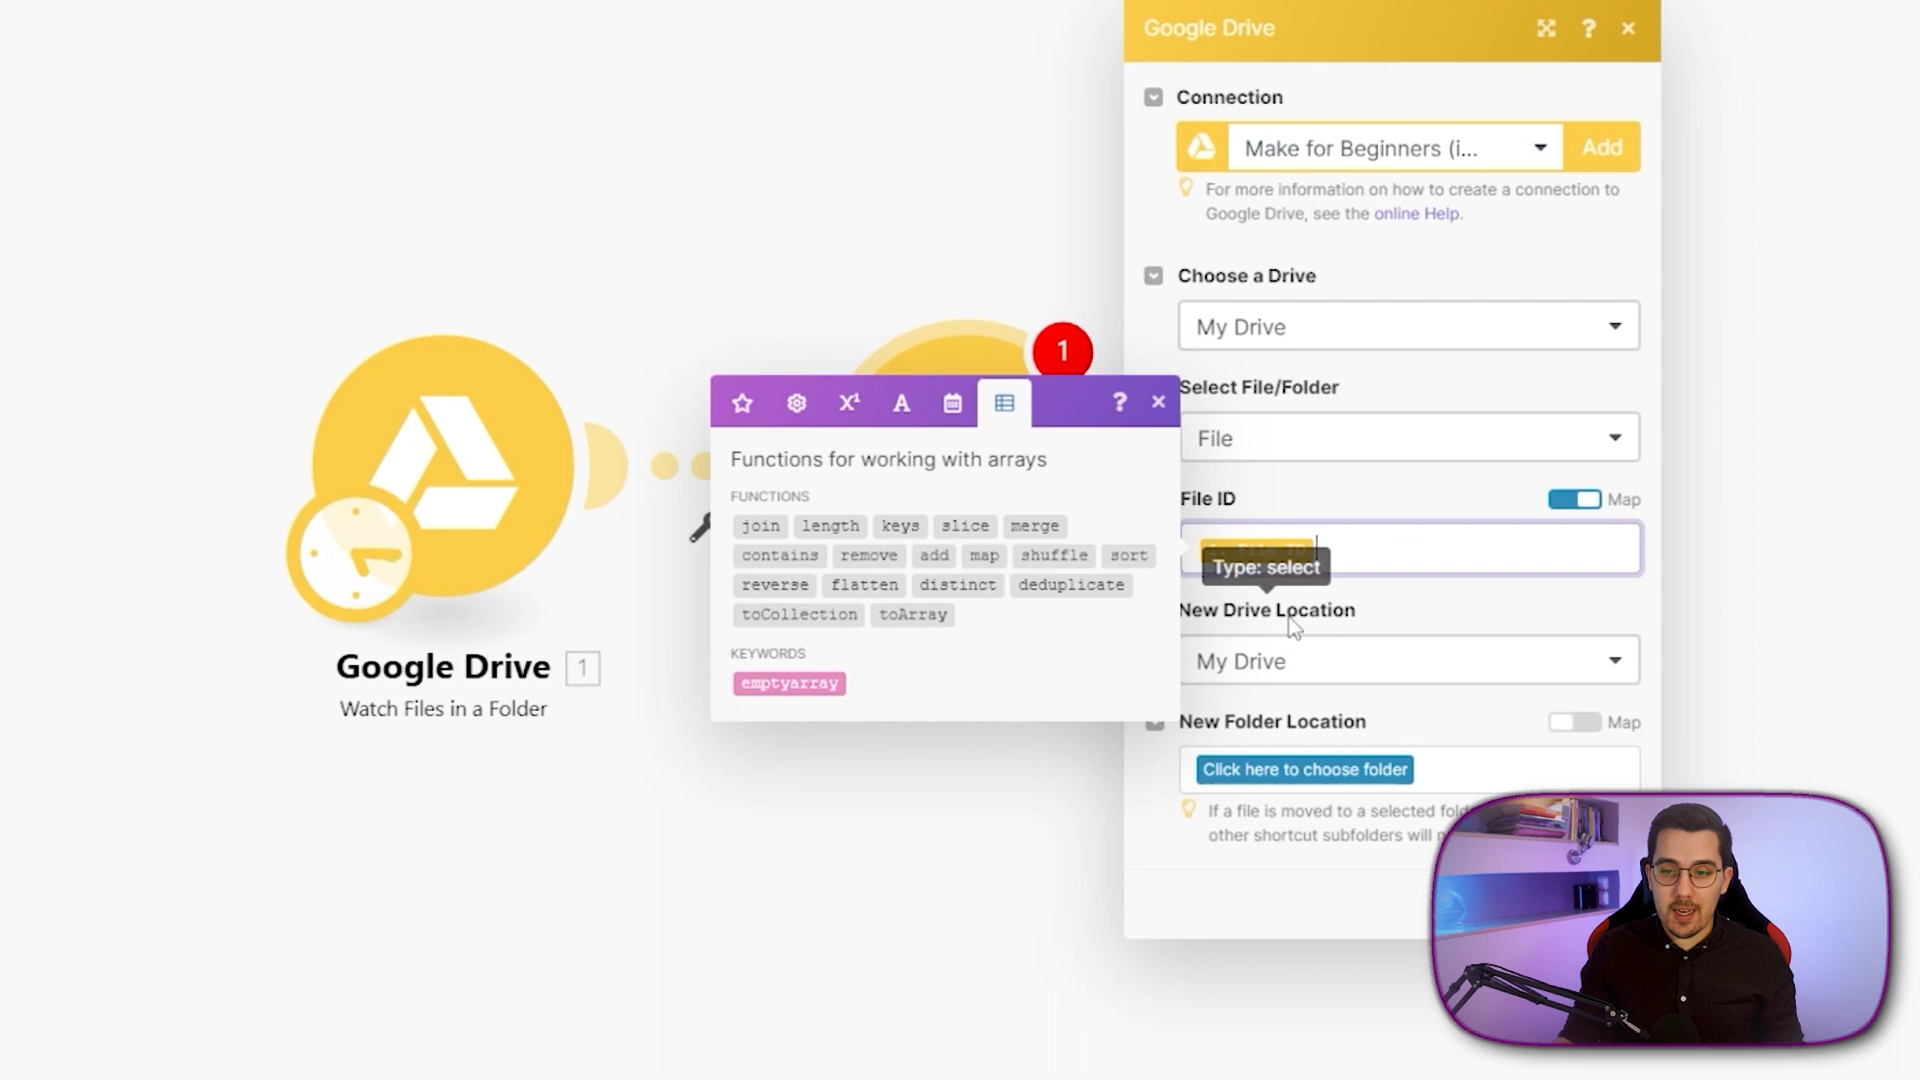 Google Drive
?
Connection
Make for Beginners (i...
Add
For more information on how to create a connection to
Google Drive, see the online Help.
Choose a Drive
My Drive
Select File/Folder
File
File ID
Map
1. File ID
Type: select
New Drive Location
My Drive
New Folder Location
Map
Click here to choose folder
If a file is moved to a selected
other shortcut subfolders will
1
X¹
A
?
Functions for working with arrays
FUNCTIONS
join length keys slice merge
contains remove add map shuffle sort
reverse flatten distinct deduplicate
toCollection toArray
KEYWORDS
emptyarray
Google Drive 1
Watch Files in a Folder